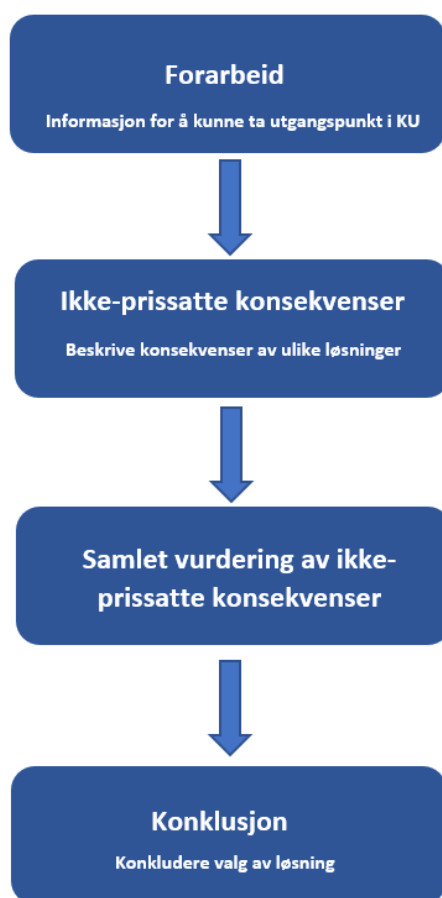 Forarbeid
Informasjon for å kunne ta utgangspunkt i KU
Ikke-prissatte konsekvenser
Beskrive konsekvenser av ulike løsninger
Samlet vurdering av ikke-
prissatte konsekvenser
Konklusjon
Konkludere valg av løsning